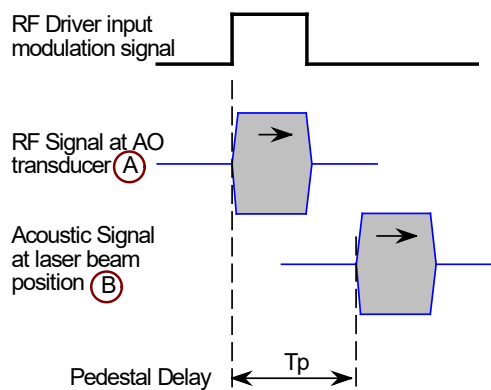 RF Driver input
modulation signal
RF Signal at AO
transducer A
Acoustic Signal
at laser beam
position B
Tp
Pedestal Delay